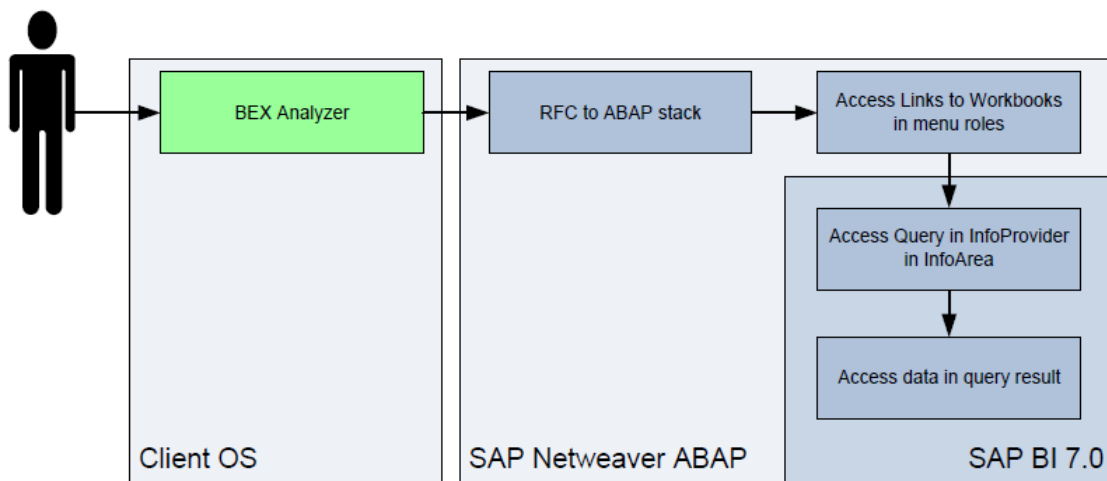 BEX Analyzer
RFC to ABAP stack
Access Links to Workbooks
in menu roles
Access Query in InfoProvider
in InfoArea
Access data in query result
Client OS
SAP Netweaver ABAP
SAP BI 7.0